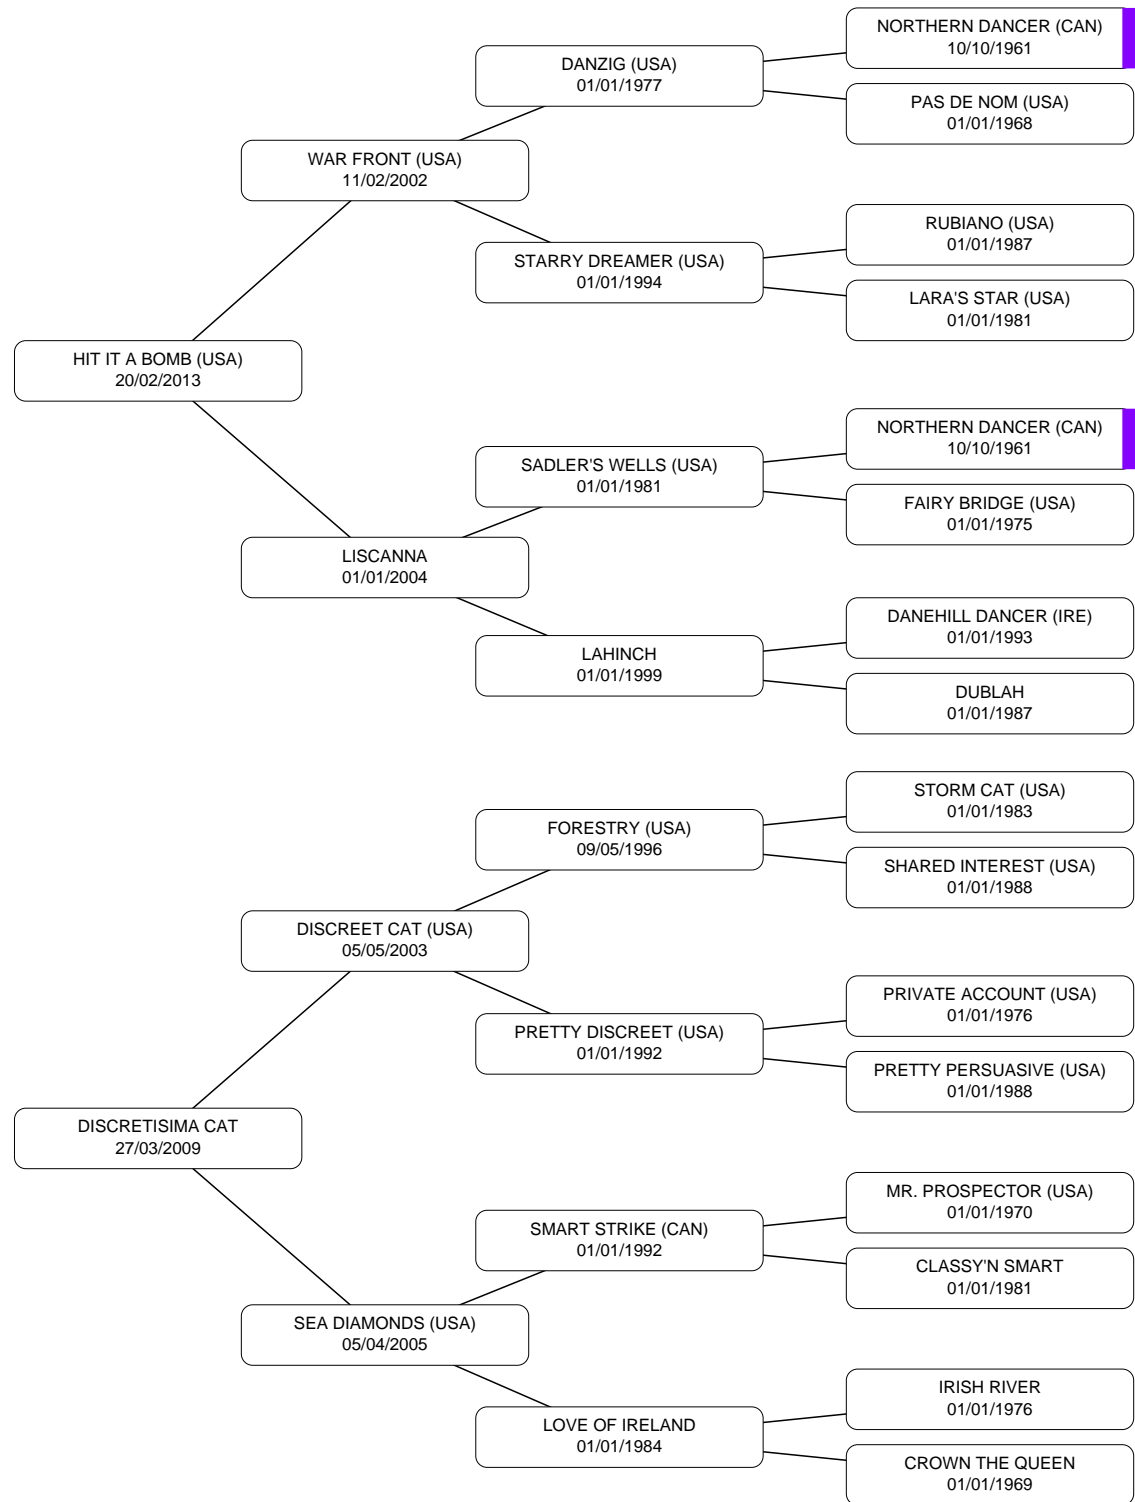 NORTHERN DANCER (CAN)
10/10/1961
DANZIG (USA)
01/01/1977
PAS DE NOM (USA)
01/01/1968
WAR FRONT (USA)
11/02/2002
RUBIANO (USA)
01/01/1987
STARRY DREAMER (USA)
01/01/1994
LARA'S STAR (USA)
01/01/1981
HIT IT A BOMB (USA)
20/02/2013
NORTHERN DANCER (CAN)
10/10/1961
SADLER'S WELLS (USA)
01/01/1981
FAIRY BRIDGE (USA)
01/01/1975
LISCANNA
01/01/2004
DANEHILL DANCER (IRE)
01/01/1993
LAHINCH
01/01/1999
DUBLAH
01/01/1987
STORM CAT (USA)
01/01/1983
FORESTRY (USA)
09/05/1996
SHARED INTEREST (USA)
01/01/1988
DISCREET CAT (USA)
05/05/2003
PRIVATE ACCOUNT (USA)
01/01/1976
PRETTY DISCREET (USA)
01/01/1992
PRETTY PERSUASIVE (USA)
01/01/1988
DISCRETISIMA CAT
27/03/2009
MR. PROSPECTOR (USA)
01/01/1970
SMART STRIKE (CAN)
01/01/1992
CLASSY'N SMART
01/01/1981
SEA DIAMONDS (USA)
05/04/2005
IRISH RIVER
01/01/1976
LOVE OF IRELAND
01/01/1984
CROWN THE QUEEN
01/01/1969